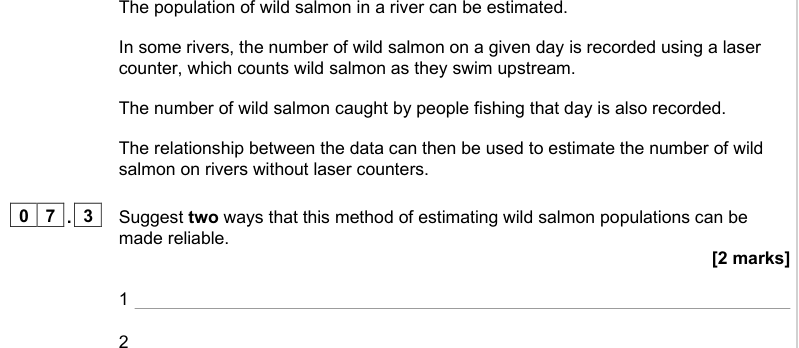 The population of wild salmon in a river can be estimated.
In some rivers, the number of wild salmon on a given day is recorded using a laser
counter, which counts wild salmon as they swim upstream.
The number of wild salmon caught by people fishing that day is also recorded.
The relationship between the data can then be used to estimate the number of wild
salmon on rivers without laser counters.
0 7 . 3 Suggest two ways that this method of estimating wild salmon populations can be
made reliable.
[2 marks]
1
2